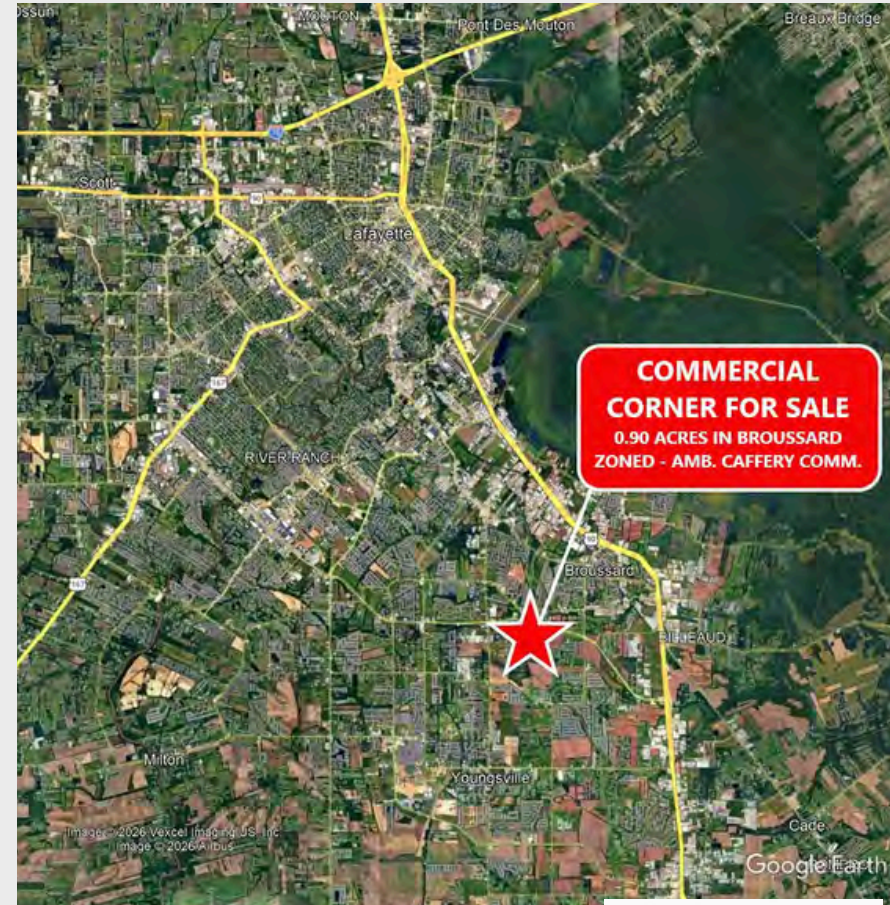 MOUTON
Pont Des Mouton
Breaux Bridge
Scott
90
Lafayette
COMMERCIAL
CORNER FOR SALE
0.90 ACRES IN BROUSSARD
ZONED - AMB. CAFFERY COMM.
167
RIVER RANCH
90
Broussard
167
BILLEAUD
Milton
Youngsville
Cade
Image © 2026 Vexcel Imaging US, Inc.
Image © 2026 Airbus
Google Earth